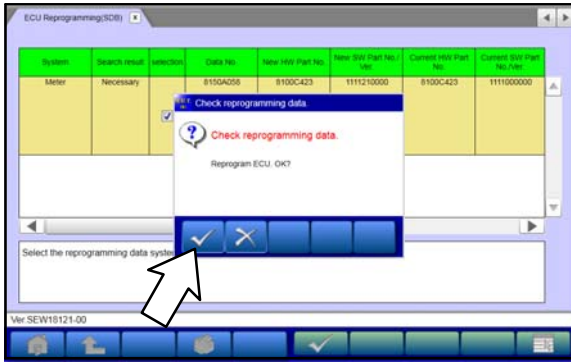 ECU Reprogramming(SDB)
System Search result selection Data No. New HW Part No. New SW Part No./ Ver. Current HW Part No. Current SW Part No./Ver.
Meter Necessary 8150A058 8100C423 1111210000 8100C423 1111000000
Check reprogramming data.
Check reprogramming data.
Reprogram ECU. OK?
Select the reprogramming data syste
Ver.SEW18121-00